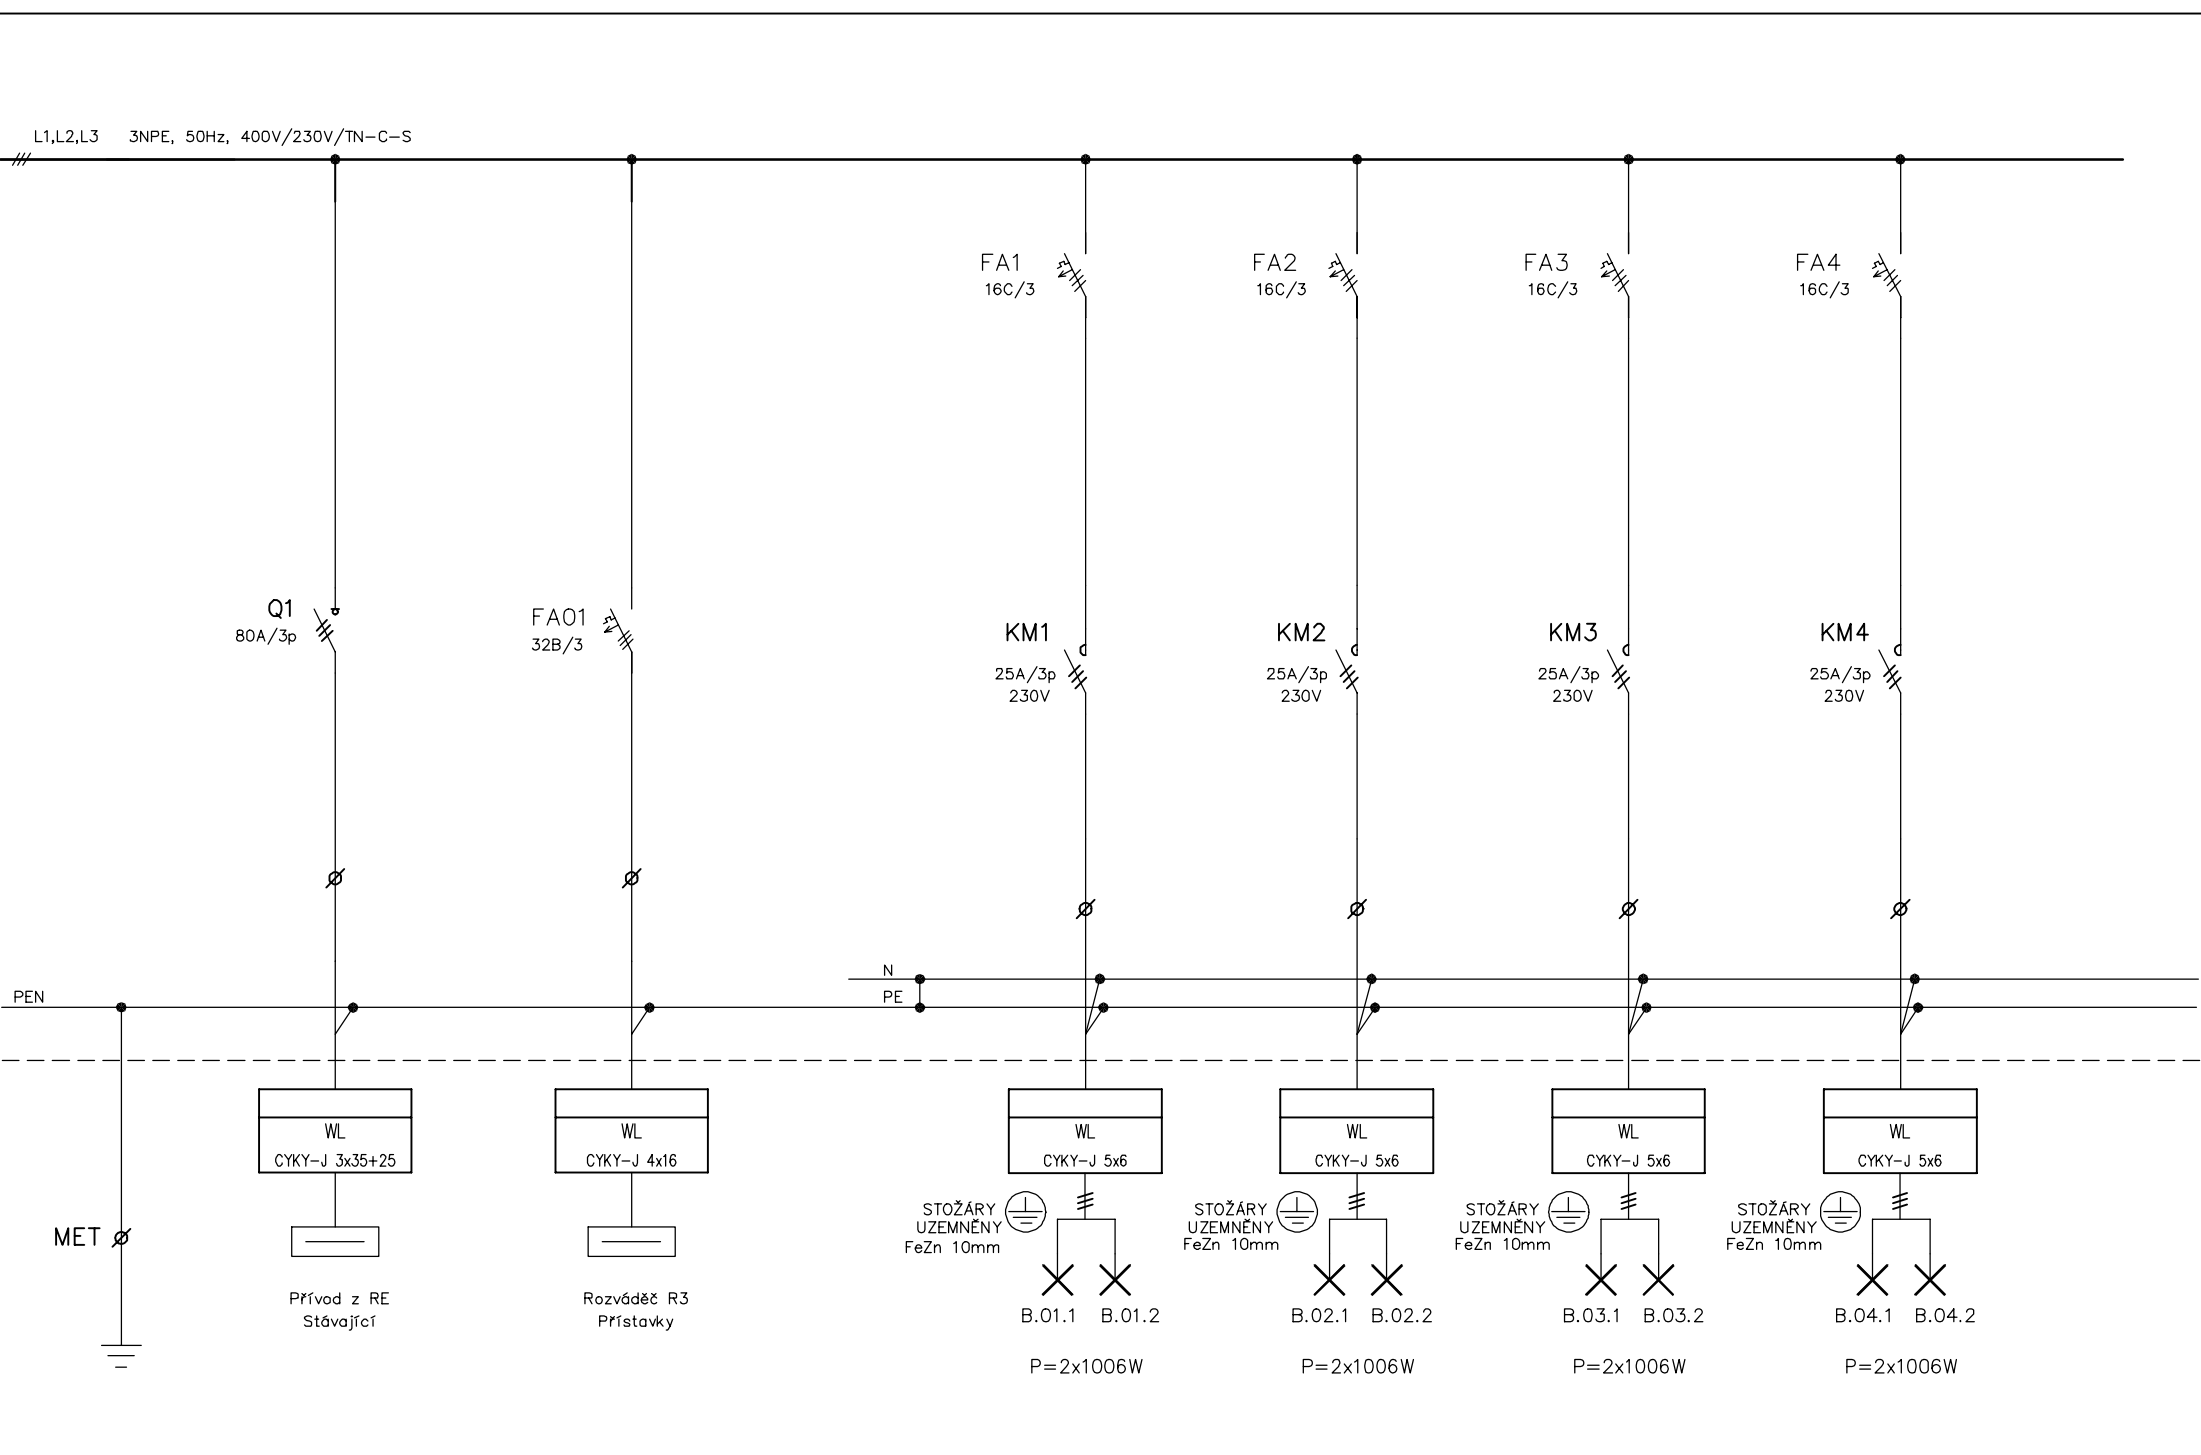 L1,L2,L3 3NPE, 50Hz, 400V/230V/TN-C-S
FA1
16C/3
FA2
16C/3
FA3
16C/3
FA4
16C/3
Q1
80A/3p
FA01
32B/3
KM1
25A/3p
230V
KM2
25A/3p
230V
KM3
25A/3p
230V
KM4
25A/3p
230V
N
PEN
PE
WL
CYKY-J 3x35+25
WL
CYKY-J 4x16
WL
CYKY-J 5x6
WL
CYKY-J 5x6
WL
CYKY-J 5x6
WL
CYKY-J 5x6
MET
STOŽÁRY
UZEMNĚNY
FeZn 10mm
STOŽÁRY
UZEMNĚNY
FeZn 10mm
STOŽÁRY
UZEMNĚNY
FeZn 10mm
STOŽÁRY
UZEMNĚNY
FeZn 10mm
Přívod z RE
Stávající
Rozváděč R3
Přístavky
B.01.1 B.01.2
B.02.1 B.02.2
B.03.1 B.03.2
B.04.1 B.04.2
P=2x1006W
P=2x1006W
P=2x1006W
P=2x1006W